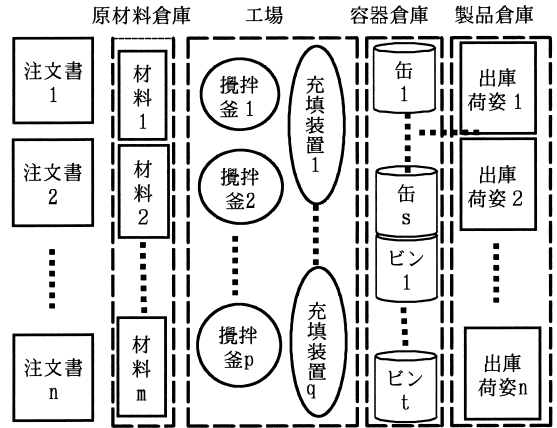 原材料倉庫
工場
容器倉庫
製品倉庫
注文書
1
注文書
2
注文書
n
材料1
材料2
材料m
攪拌
釜1
攪拌
釜2
攪拌
釜p
充填装置1
充填装置q
缶
1
缶
s
ビン
1
ビン
t
出庫
荷姿1
出庫
荷姿2
出庫
荷姿n